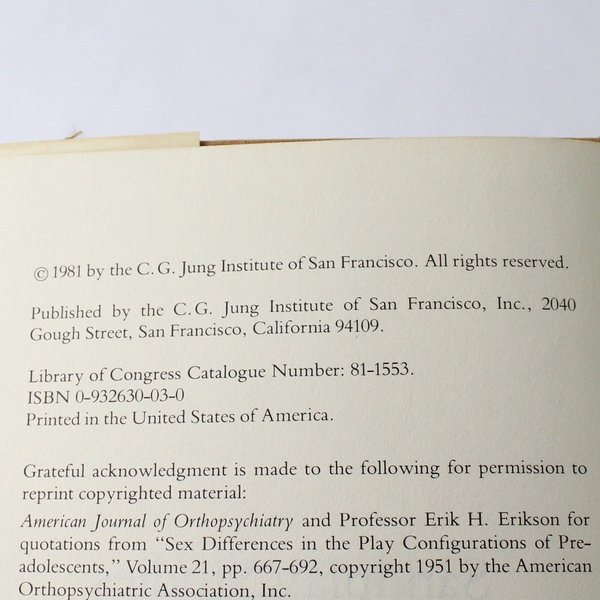 © 1981 by the C. G. Jung Institute of San Francisco. All rights reserved.
Published by the C. G. Jung Institute of San Francisco, Inc., 2040
Gough Street, San Francisco, California 94109.
Library of Congress Catalogue Number: 81-1553.
ISBN 0-932630-03-0
Printed in the United States of America.
Grateful acknowledgment is made to the following for permission to
reprint copyrighted material:
American Journal of Orthopsychiatry and Professor Erik H. Erikson for
quotations from “Sex Differences in the Play Configurations of Pre-
adolescents,” Volume 21, pp. 667-692, copyright 1951 by the American
Orthopsychiatric Association, Inc.